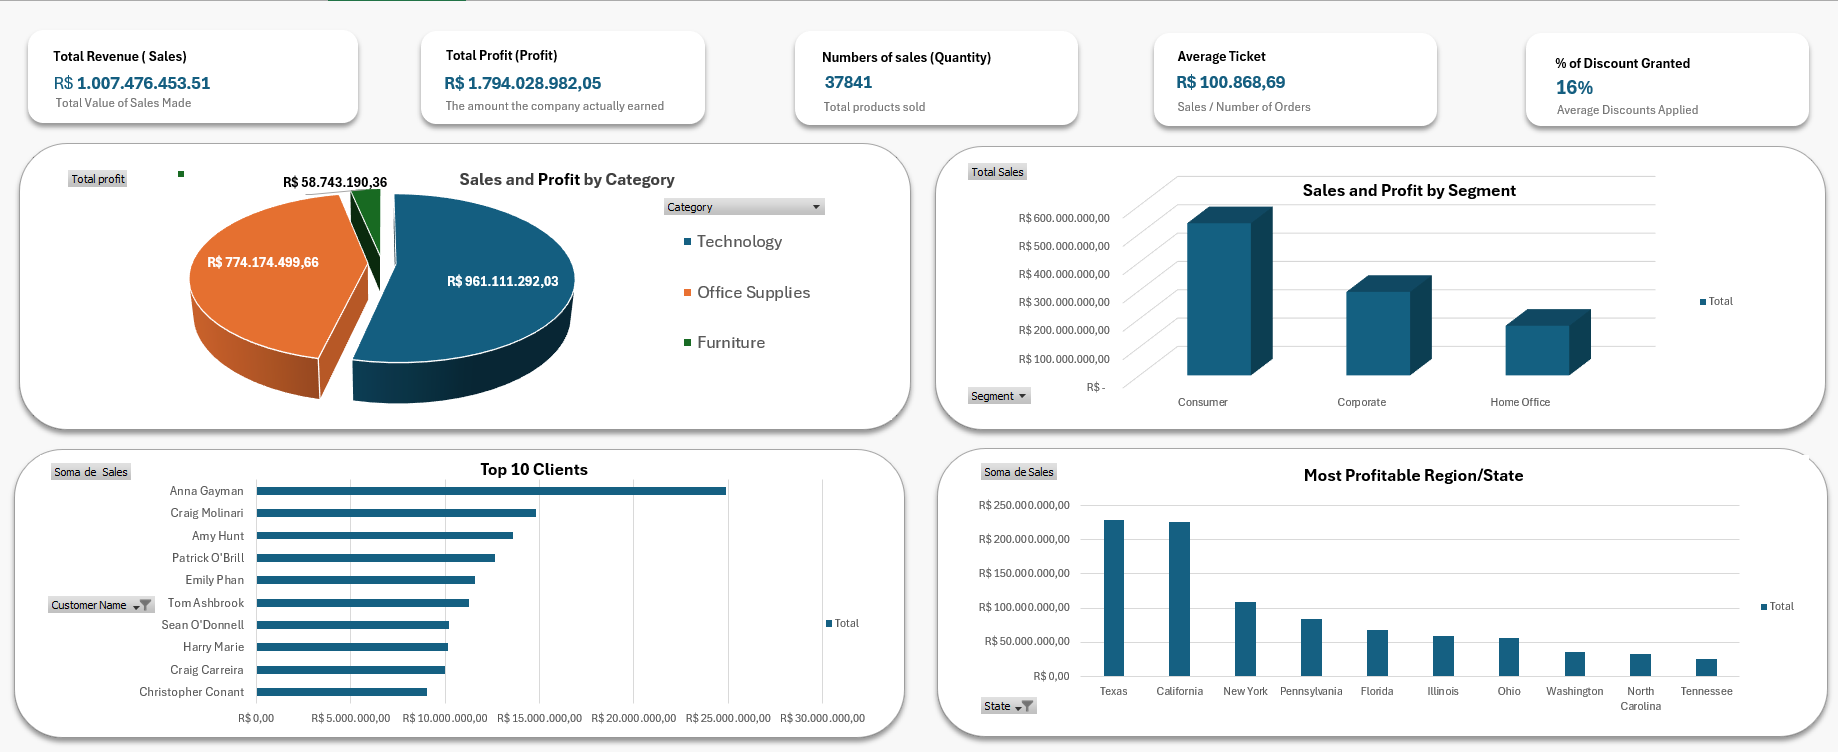 Total Revenue ( Sales)
R$ 1.007.476.453.51
Total Value of Sales Made
Total Profit (Profit)
R$ 1.794.028.982,05
The amount the company actually earned
Numbers of sales (Quantity)
37841
Total products sold
Average Ticket
R$ 100.868,69
Sales / Number of Orders
% of Discount Granted
16%
Average Discounts Applied
Total profit
Sales and Profit by Category
R$ 58.743.190,36
R$ 774.174.499,66
R$ 961.111.292,03
Category
Technology
Office Supplies
Furniture
Total Sales
Sales and Profit by Segment
R$ 600.000.000,00
R$ 500.000.000,00
R$ 400.000.000,00
R$ 300.000.000,00
R$ 200.000.000,00
R$ 100.000.000,00
R$ -
Consumer
Corporate
Home Office
Total
Segment
Soma de Sales
Top 10 Clients
Anna Gayman
Craig Molinari
Amy Hunt
Patrick O'Brill
Emily Phan
Tom Ashbrook
Sean O'Donnell
Harry Marie
Craig Carreira
Christopher Conant
Customer Name
Total
R$ 0,00
R$ 5.000.000,00
R$ 10.000.000,00
R$ 15.000.000,00
R$ 20.000.000,00
R$ 25.000.000,00
R$ 30.000.000,00
Soma de Sales
Most Profitable Region/State
R$ 250.000.000,00
R$ 200.000.000,00
R$ 150.000.000,00
R$ 100.000.000,00
R$ 50.000.000,00
R$ 0,00
Texas
California
New York
Pennsylvania
Florida
Illinois
Ohio
Washington
North
Carolina
Tennessee
Total
State